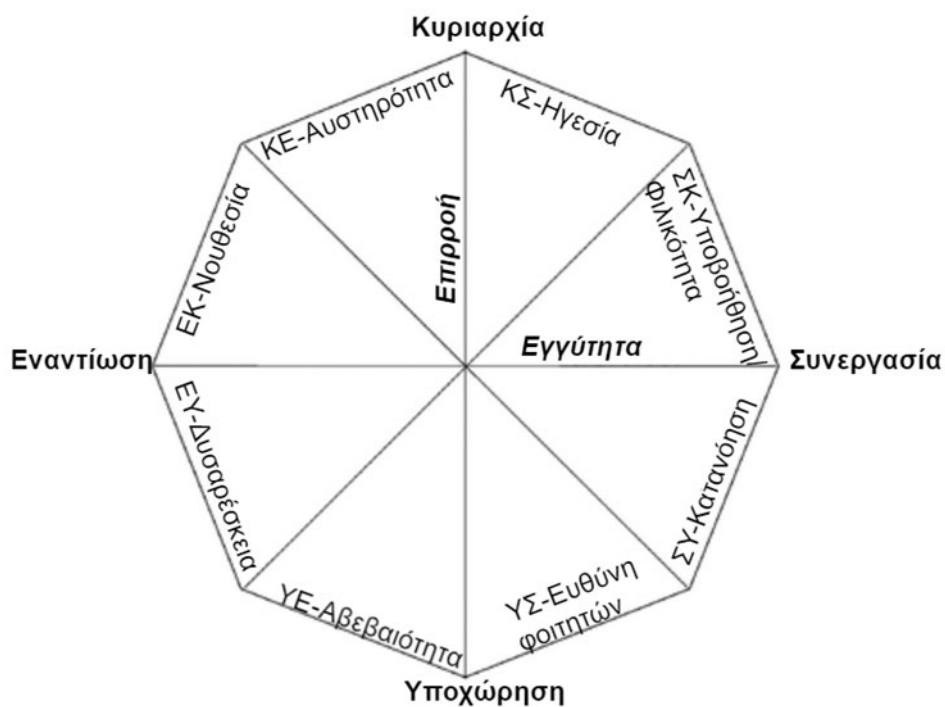 Κυριαρχία
ΚΕ-Αυστηρότητα
ΚΣ-Ηγεσία
ΕΚ-Νουθεσία
Επιρροή
ΣΚ-Υποβοήθηση/
Φιλικότητα
Εναντίωση
Εγγύτητα
Συνεργασία
ΕΥ-Δυσαρέσκεια
ΣΥ-Κατανόηση
ΥΕ-Αβεβαιότητα
ΥΣ-Ευθύνη
φοιτητών
Υποχώρηση